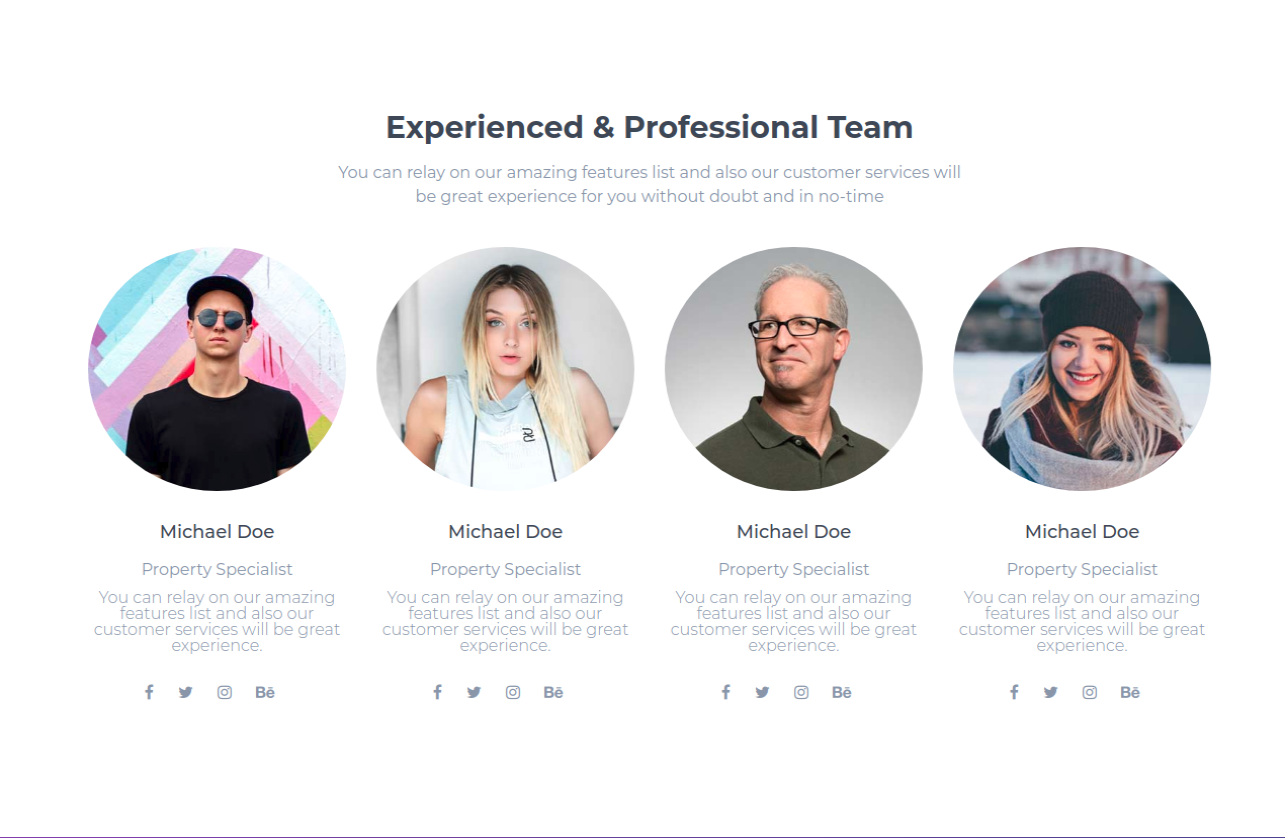 Experienced & Professional Team
You can relay on our amazing features list and also our customer services will
be great experience for you without doubt and in no-time
Michael Doe
Property Specialist
You can relay on our amazing
features list and also our
customer services will be great
experience.
Bē
Michael Doe
Property Specialist
You can relay on our amazing
features list and also our
customer services will be great
experience.
Bē
Michael Doe
Property Specialist
You can relay on our amazing
features list and also our
customer services will be great
experience.
Bē
Michael Doe
Property Specialist
You can relay on our amazing
features list and also our
customer services will be great
experience.
Bē